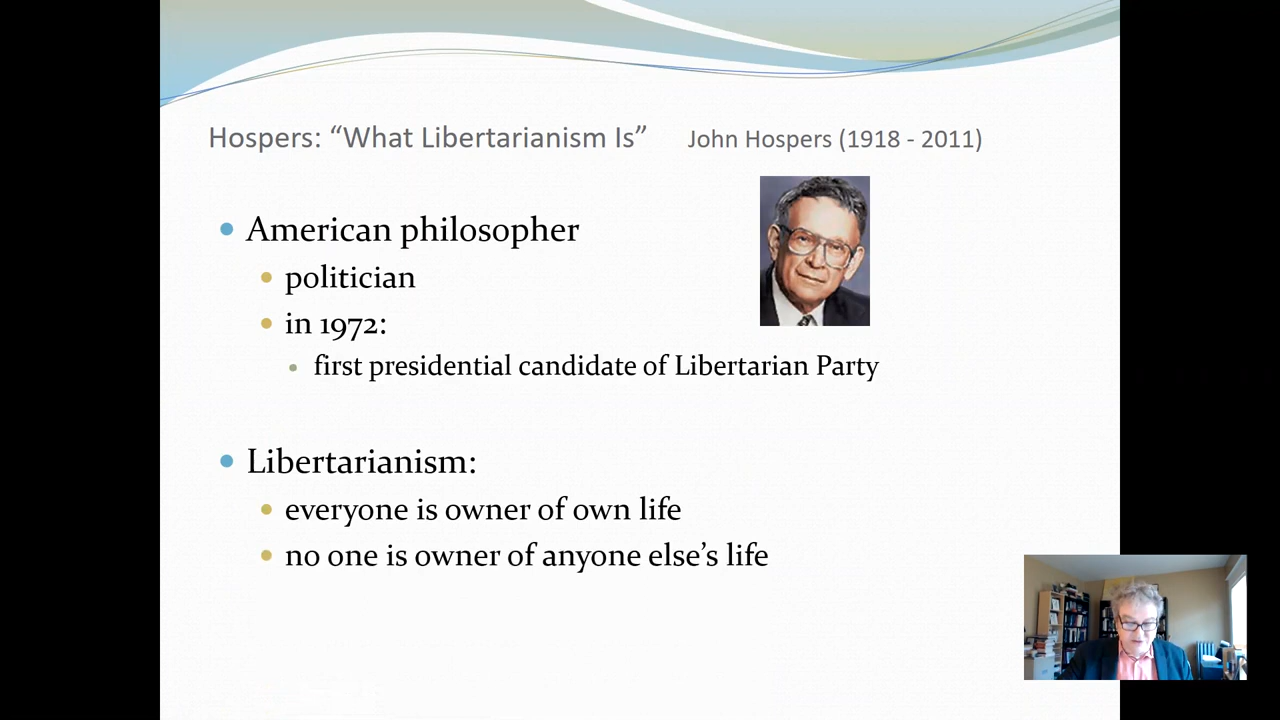 Hospers: “What Libertarianism Is” John Hospers (1918 - 2011)
American philosopher
politician
in 1972:
first presidential candidate of Libertarian Party
Libertarianism:
everyone is owner of own life
no one is owner of anyone else’s life